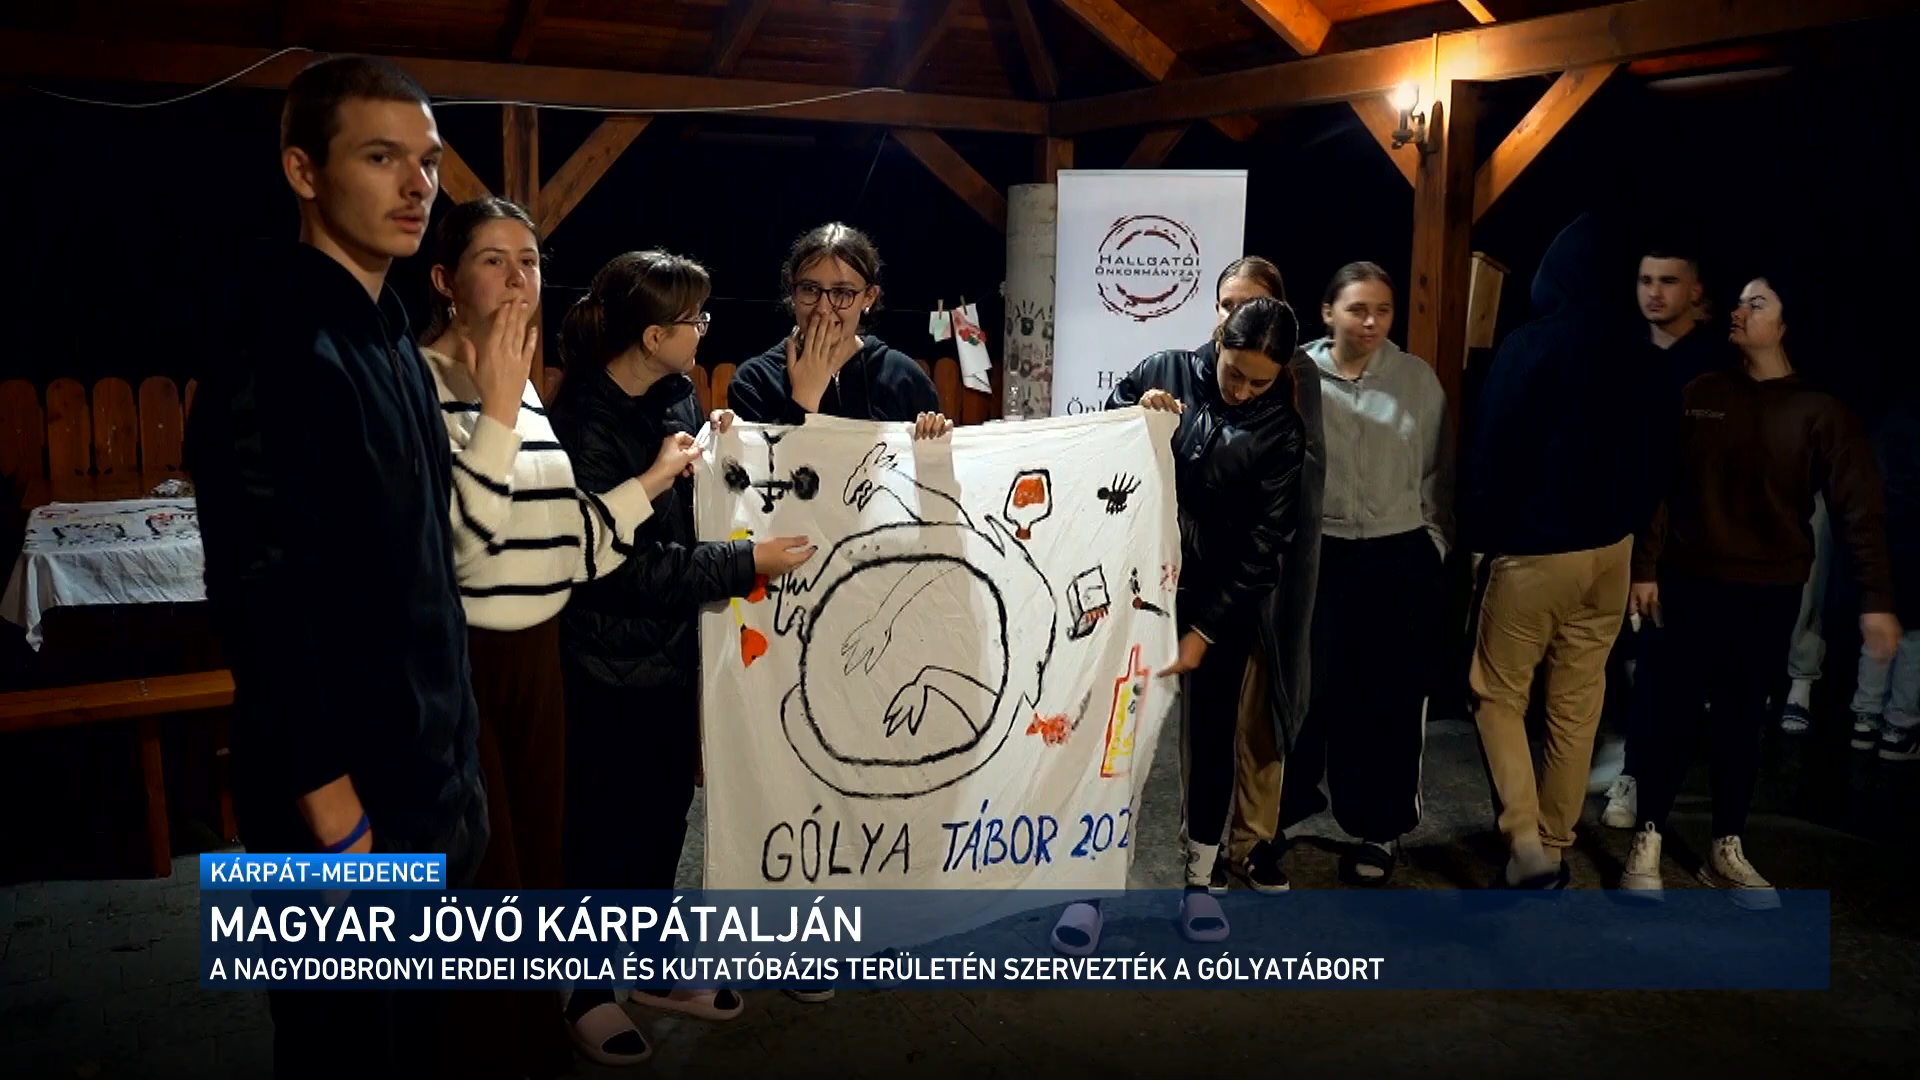 HALLGATÓI
ÖNKORMÁNYZAT
GÓLYA TÁBOR 202
KÁRPÁT-MEDENCE
MAGYAR JÖVŐ KÁRPÁTALJÁN
A NAGYDOBRONYI ERDEI ISKOLA ÉS KUTATÓBÁZIS TERÜLETÉN SZERVEZTÉK A GÓLYATÁBORT